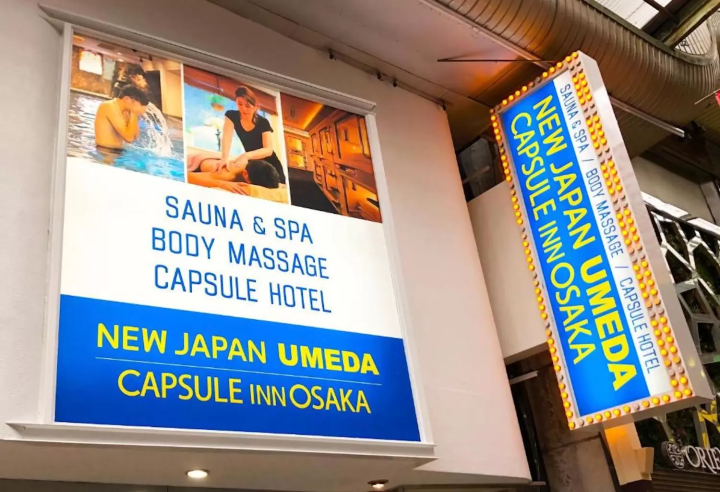 SAUNA & SPA
BODY MASSAGE
CAPSULE HOTEL
NEW JAPAN UMEDA
CAPSULE INN OSAKA
SAUNA & SPA / BODY MASSAGE / CAPSULE HOTEL
NEW JAPAN UMEDA
CAPSULE INN OSAKA